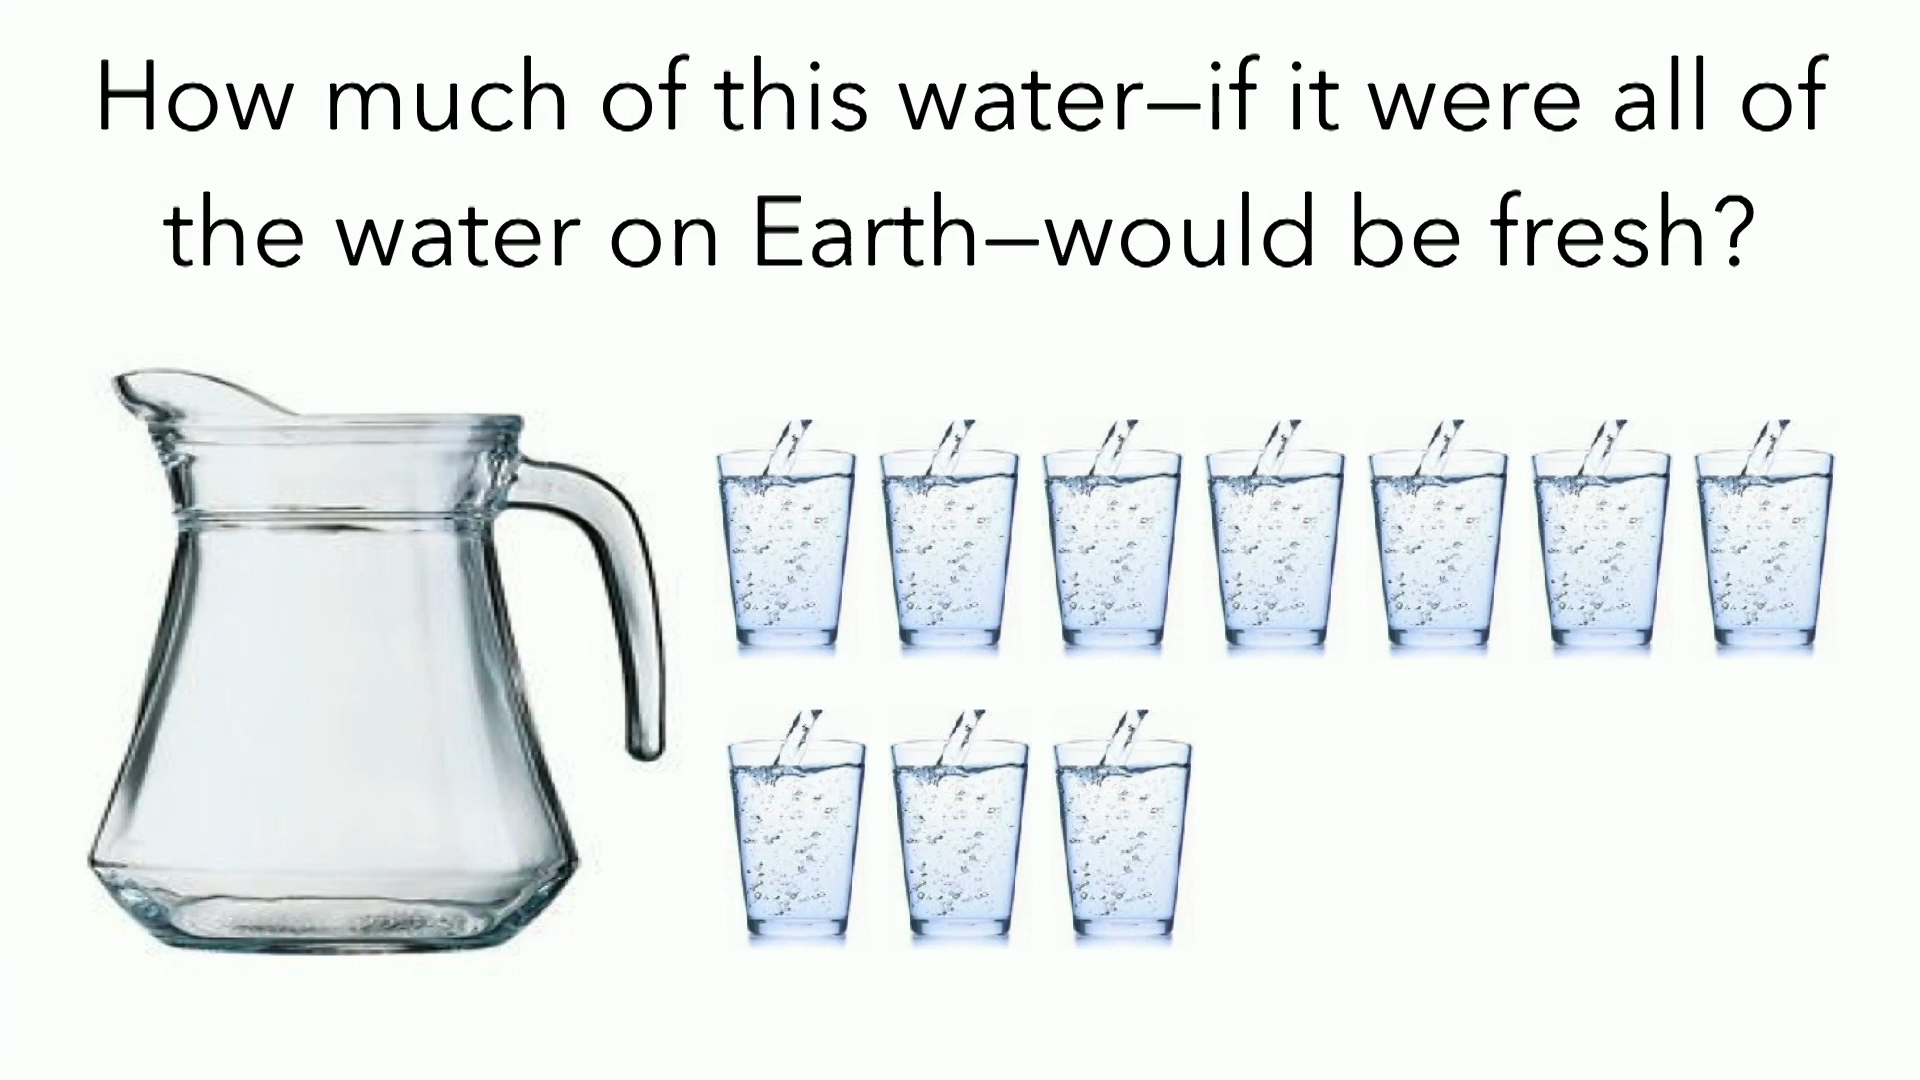 How much of this water—if it were all of
the water on Earth—would be fresh?